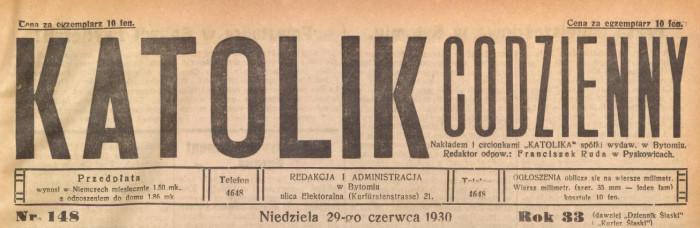 Cena za egzemplarz 10 fen.
Cena za egzemplarz 10 fen.
KATOLIK CODZIENNY
Nakładem i czcionkami „KATOLIKA“ spółki wydaw. w Bytomiu.
Redaktor odpow.: Franciszek Ruda w Pyskowicach.
Przedpłata
wynosi w Niemczech miesięcznie 1.50 mk.,
z odnoszeniem do domu 1.86 mk.
Telefon
4648
REDAKCJA I ADMINISTRACJA
w Bytomiu
ulica Elektoralna (Kurfürstenstrasse) 21.
Telefon
4648
OGŁOSZENIA oblicza się na wiersze milimetr.
Wiersz milimetr. (szer. 35 mm — jeden łam)
kosztuje 10 fen.
Nr. 148
Niedziela 29-go czerwca 1930
Rok 33
(dawniej „Dziennik Śląski“
i „Kurjer Śląski“)